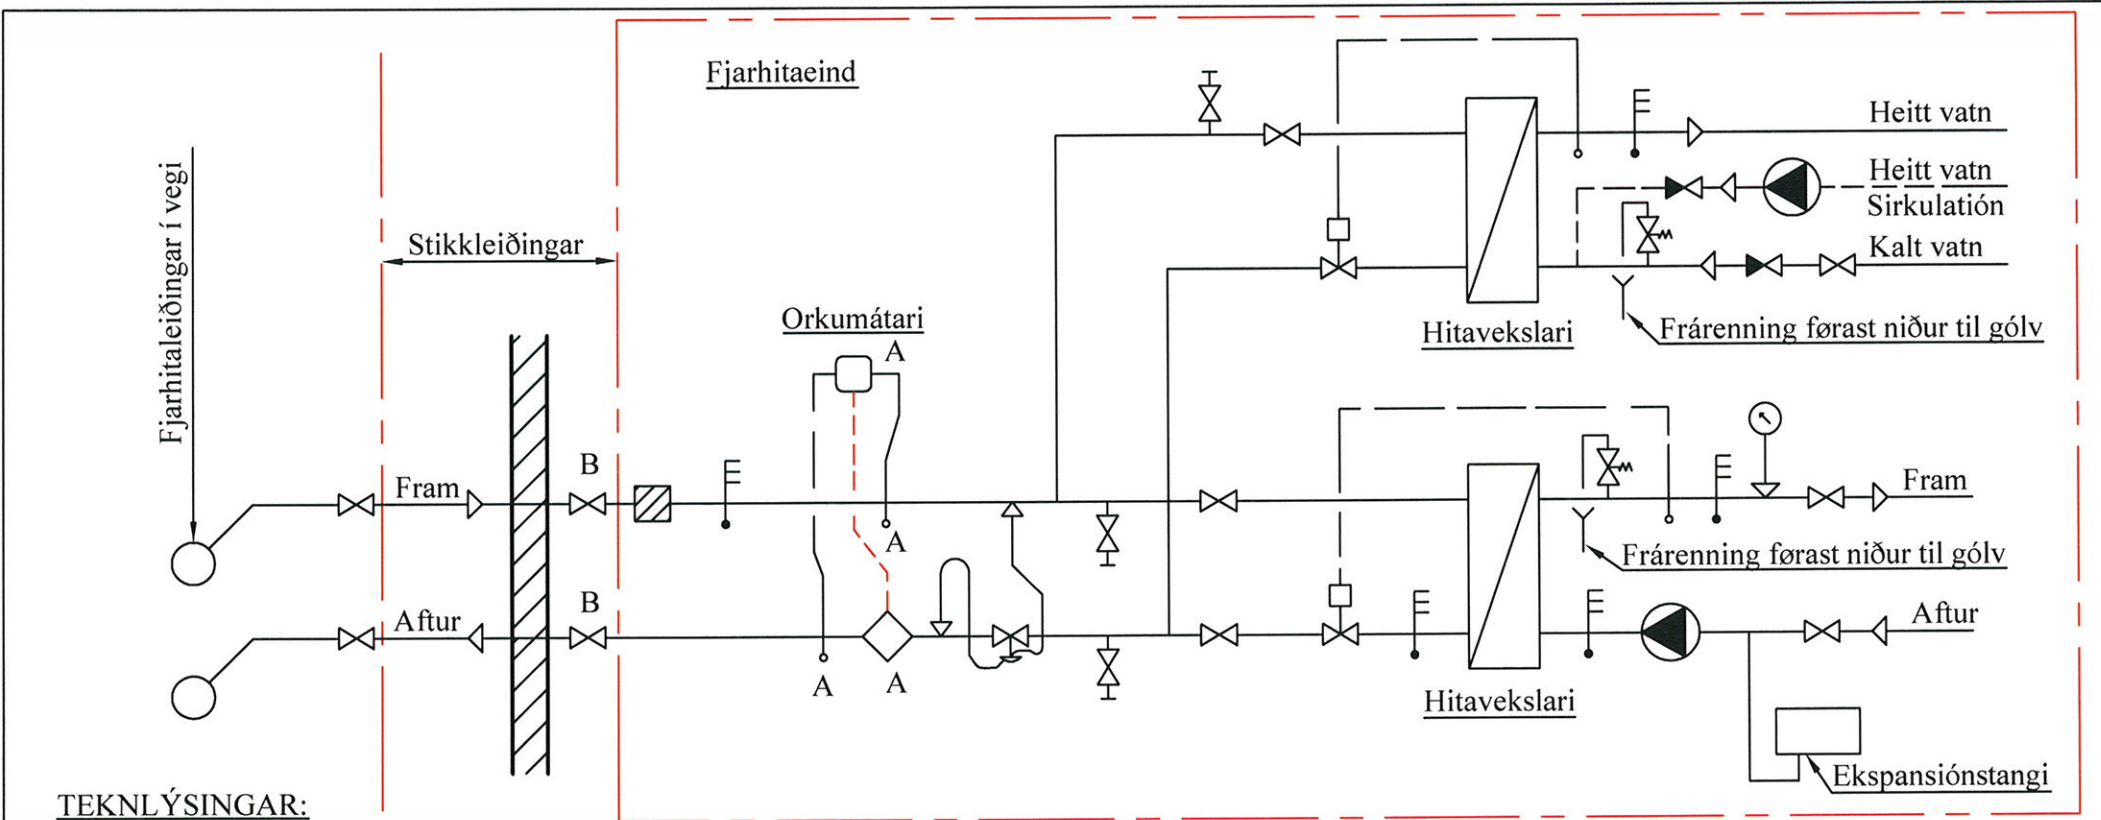 Fjarhitaeind
Heitt vatn
Heitt vatn
Sirkulatión
Kalt vatn
Fjarhitaleiðingar í vegi
Stikkleiðingar
Orkumátari
A
Hitavekslari
Frárenning førast niður til gólv
B
Fram
A
Fram
Frárenning førast niður til gólv
B
Aftur
A
A
Aftur
Hitavekslari
Ekspansiónstangi
TEKNLÝSINGAR: